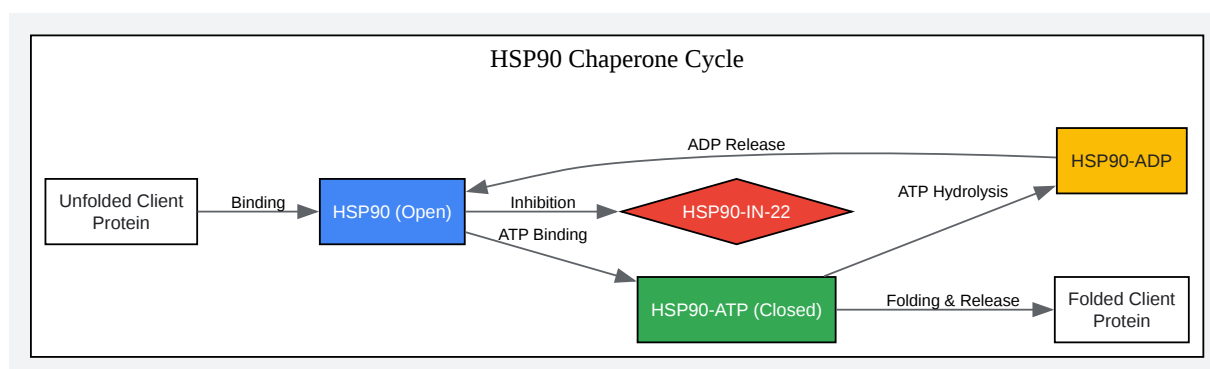 HSP90 Chaperone Cycle
ADP Release
HSP90-ADP
Unfolded Client
Protein
Binding
HSP90 (Open)
Inhibition
HSP90-IN-22
ATP Hydrolysis
ATP Binding
HSP90-ATP (Closed)
Folding & Release
Folded Client
Protein